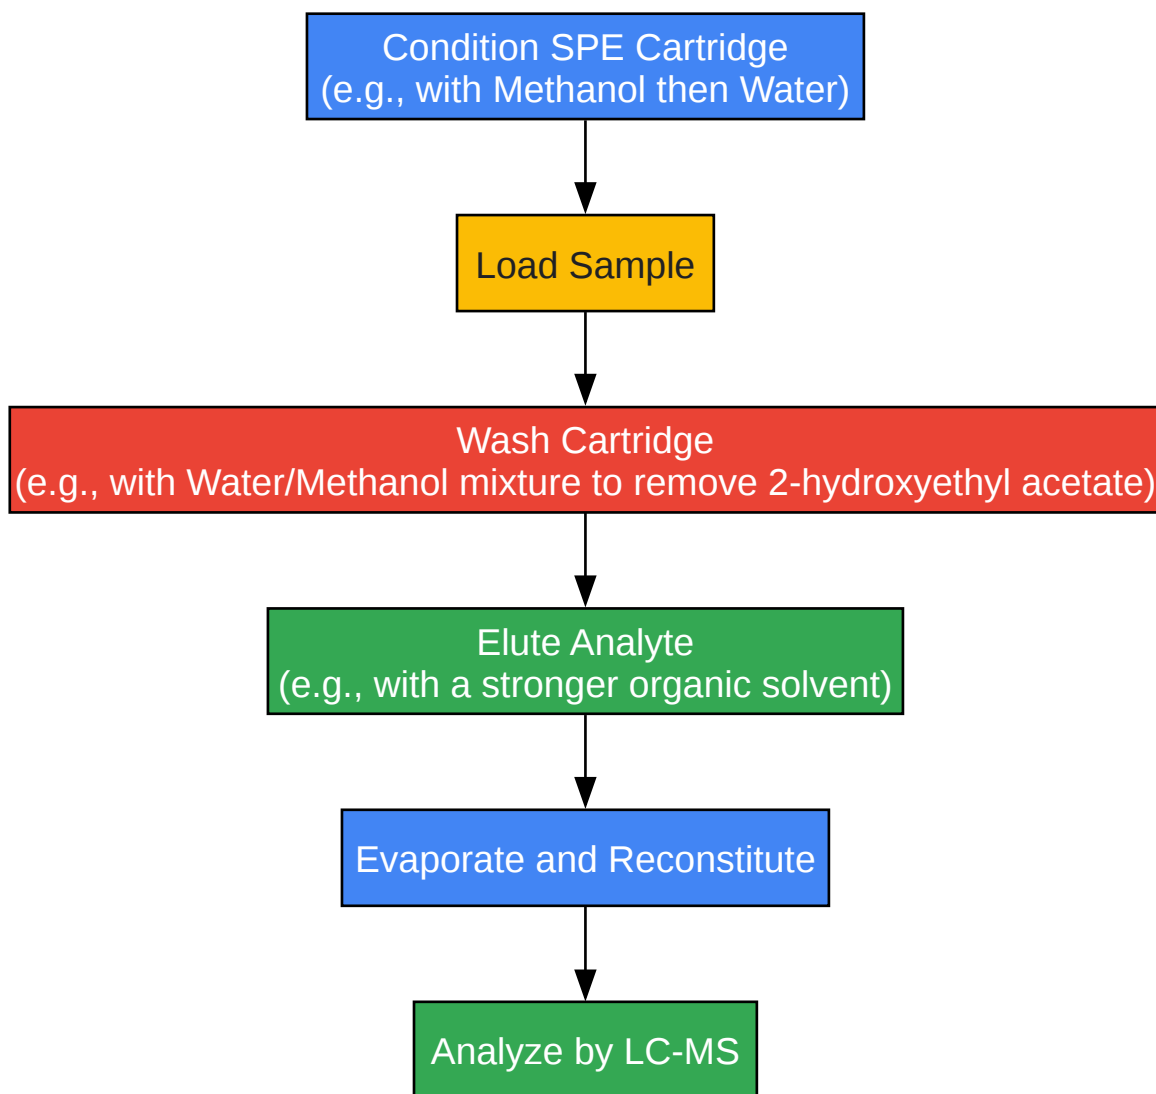 Condition SPE Cartridge
(e.g., with Methanol then Water)
Load Sample
Wash Cartridge
(e.g., with Water/Methanol mixture to remove 2-hydroxyethyl acetate)
Elute Analyte
(e.g., with a stronger organic solvent)
Evaporate and Reconstitute
Analyze by LC-MS